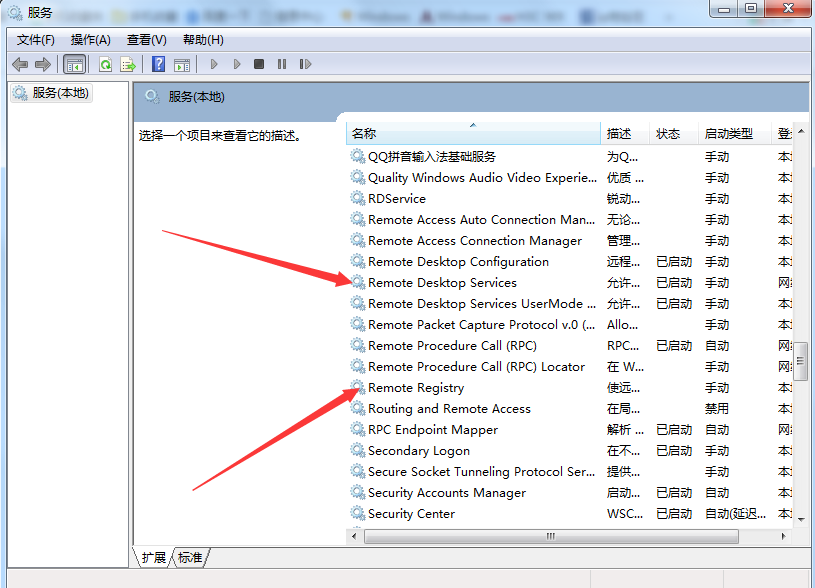 服务
文件(F) 操作(A) 查看(V) 帮助(H)
服务(本地)
服务(本地)
选择一个项目来查看它的描述。
名称 描述 状态 启动类型
QQ拼音输入法基础服务 为Q... 手动
Quality Windows Audio Video Experie... 优质 ... 手动
RDService 锐动... 手动
Remote Access Auto Connection Man... 无论... 手动
Remote Access Connection Manager 管理... 手动
Remote Desktop Configuration 远程... 已启动 手动
Remote Desktop Services 允许... 已启动 手动
Remote Desktop Services UserMode ... 允许... 已启动 手动
Remote Packet Capture Protocol v.0 (... Allo... 手动
Remote Procedure Call (RPC) RPC... 已启动 自动
Remote Procedure Call (RPC) Locator 在 W... 手动
Remote Registry 使远... 手动
Routing and Remote Access 在局... 禁用
RPC Endpoint Mapper 解析 ... 已启动 自动
Secondary Logon 在不... 已启动 手动
Secure Socket Tunneling Protocol Ser... 提供... 手动
Security Accounts Manager 启动... 已启动 自动
Security Center WSC... 已启动 自动(延迟...
扩展 标准